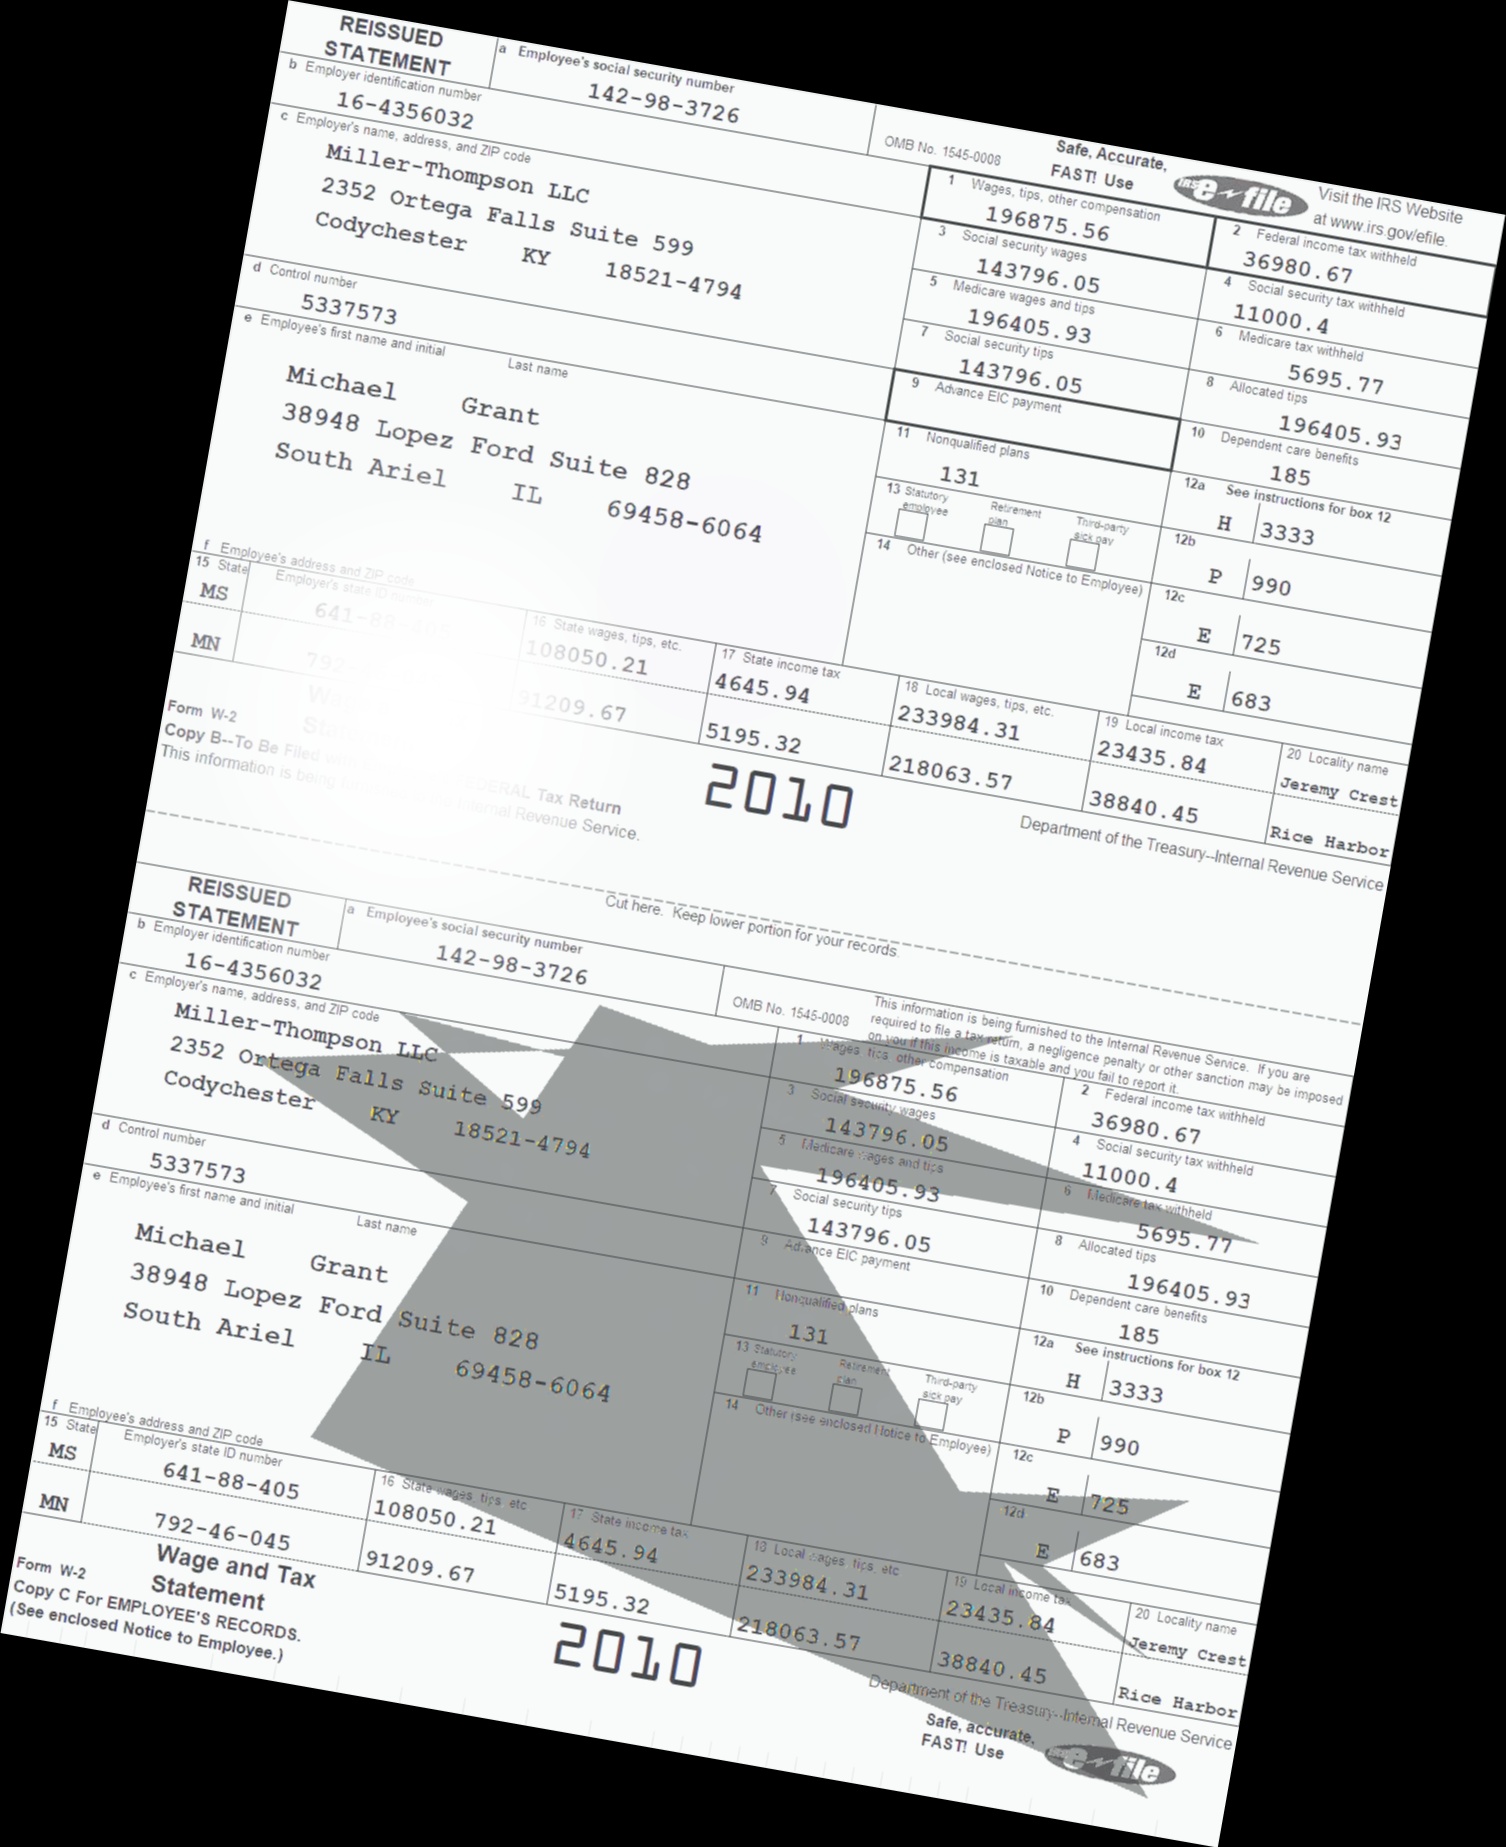 REISSUED
STATEMENT
a Employee's social security number
142-98-3726
OMB No. 1545-0008
Safe, Accurate,
FAST! Use
IRS e-file
Visit the IRS Website
at www.irs.gov/efile.
b Employer identification number
16-4356032
c Employer's name, address, and ZIP code
Miller-Thompson LLC
2352 Ortega Falls Suite 599
Codychester KY 18521-4794
1 Wages, tips, other compensation
196875.56
2 Federal income tax withheld
36980.67
3 Social security wages
143796.05
4 Social security tax withheld
11000.4
5 Medicare wages and tips
196405.93
6 Medicare tax withheld
5695.77
d Control number
5337573
7 Social security tips
143796.05
8 Allocated tips
196405.93
e Employee's first name and initial Last name
Michael Grant
38948 Lopez Ford Suite 828
South Ariel IL 69458-6064
9 Advance EIC payment
10 Dependent care benefits
185
11 Nonqualified plans
131
12a See instructions for box 12
H 3333
13 Statutory employee Retirement plan Third-party sick pay
12b
P 990
14 Other (see enclosed Notice to Employee)
12c
E 725
12d
E 683
f Employee's address and ZIP code
15 State Employer's state ID number
16 State wages, tips, etc.
17 State income tax
18 Local wages, tips, etc.
19 Local income tax
20 Locality name
MS 641-88-405 108050.21 4645.94 233984.31 23435.84 Jeremy Crest
MN 792- 91209.67 5195.32 218063.57 38840.45 Rice Harbor
Form W-2
2010
Department of the Treasury--Internal Revenue Service
Copy B--To Be Filed with FEDERAL Tax Return
This information is being Internal Revenue Service.
Cut here. Keep lower portion for your records.
REISSUED
STATEMENT
a Employee's social security number
142-98-3726
OMB No. 1545-0008
This information is being furnished to the Internal Revenue Service. If you are
required to file a tax return, a negligence penalty or other sanction may be imposed
on you if this income is taxable and you fail to report it.
b Employer identification number
16-4356032
c Employer's name, address, and ZIP code
Miller-Thompson LLC
2352 Ortega Falls Suite 599
Codychester KY 18521-4794
1 Wages, tips, other compensation
196875.56
2 Federal income tax withheld
36980.67
3 Social security wages
143796.05
4 Social security tax withheld
11000.4
5 Medicare wages and tips
196405.93
6 Medicare tax withheld
5695.77
d Control number
5337573
7 Social security tips
143796.05
8 Allocated tips
196405.93
e Employee's first name and initial Last name
Michael Grant
38948 Lopez Ford Suite 828
South Ariel IL 69458-6064
9 Advance EIC payment
10 Dependent care benefits
185
11 Nonqualified plans
131
12a See instructions for box 12
H 3333
13 Statutory employee Retirement plan Third-party sick pay
12b
P 990
14 Other (see enclosed Notice to Employee)
12c
E 725
12d
E 683
f Employee's address and ZIP code
15 State Employer's state ID number
16 State wages, tips, etc
17 State income tax
18 Local wages, tips, etc
19 Local income tax
20 Locality name
MS 641-88-405 108050.21 4645.94 233984.31 23435.84 Jeremy Crest
MN 792-46-045 91209.67 5195.32 218063.57 38840.45 Rice Harbor
Form W-2
Wage and Tax
Statement
2010
Department of the Treasury--Internal Revenue Service
Copy C For EMPLOYEE'S RECORDS.
(See enclosed Notice to Employee.)
Safe, accurate,
FAST! Use
e-file